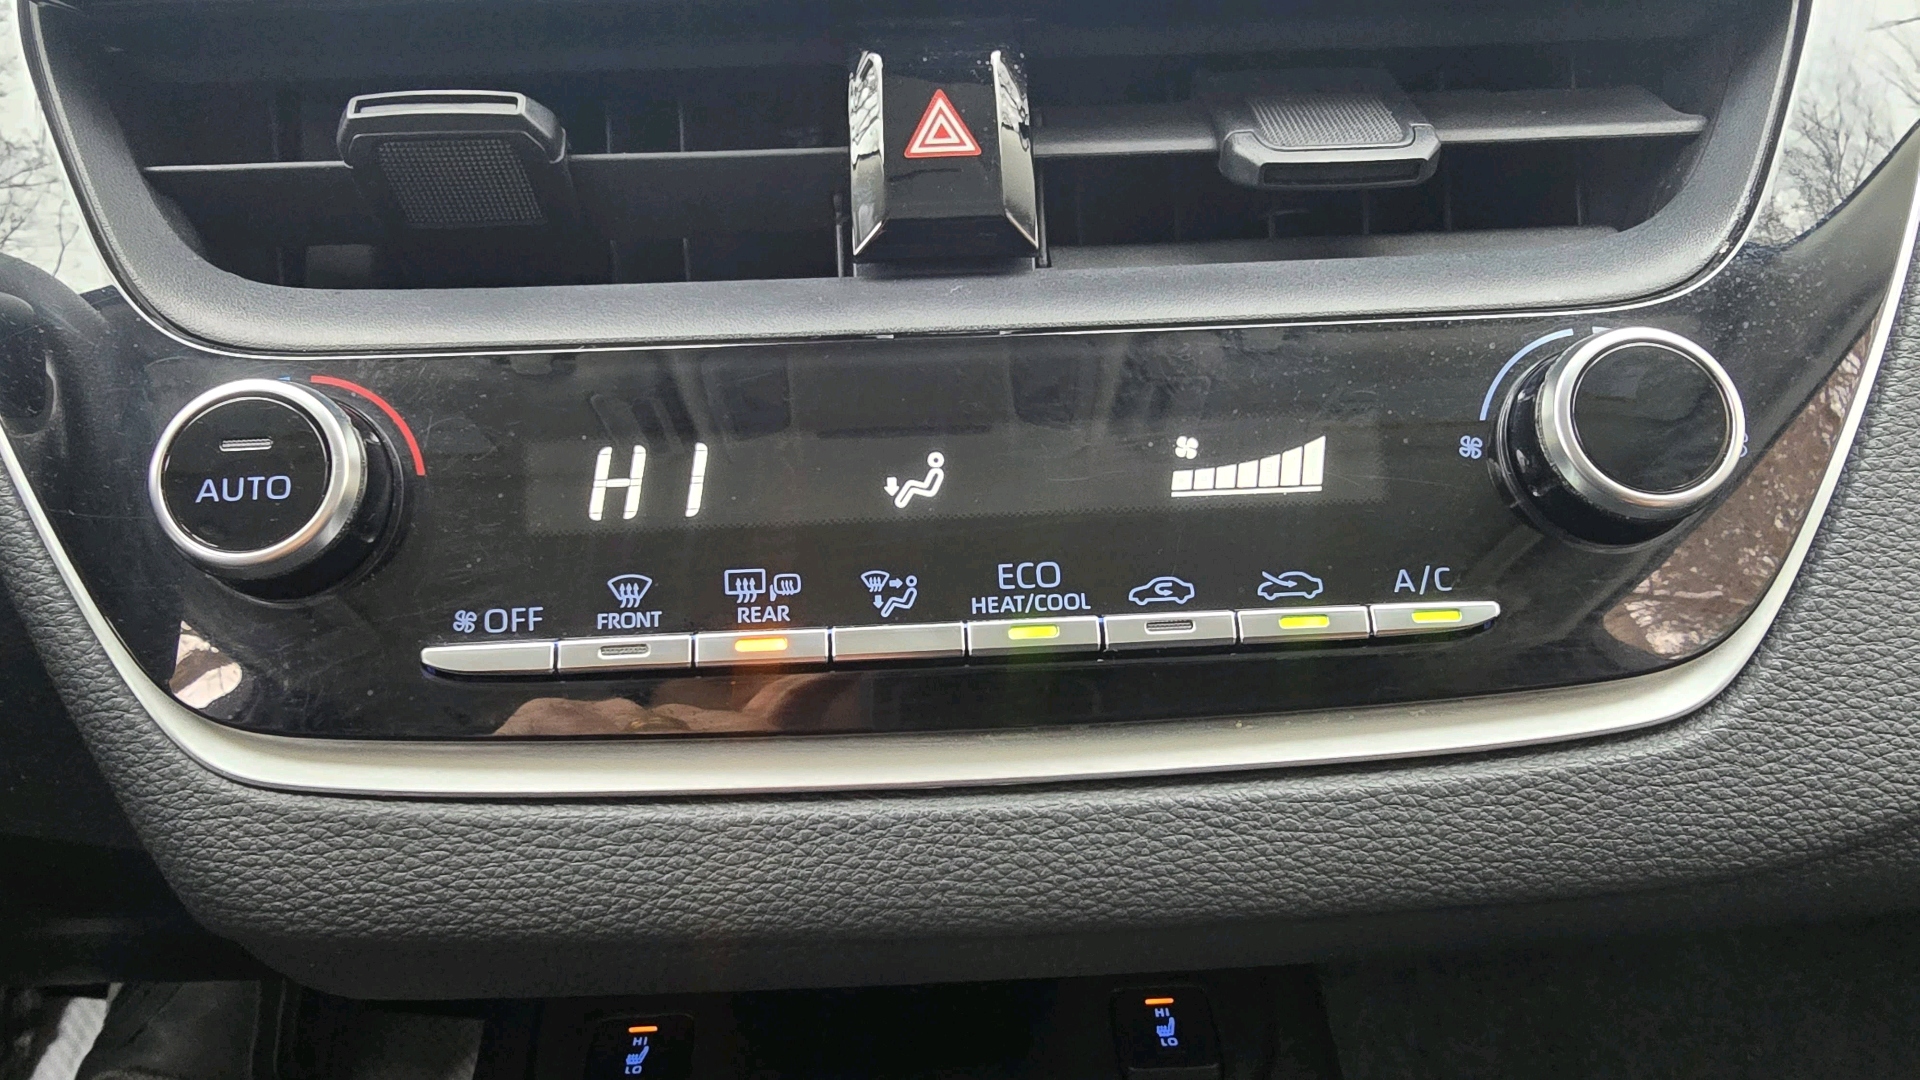 AUTO
HI
OFF
FRONT
REAR
ECO
HEAT/COOL
A/C
HI
LO
HI
LO